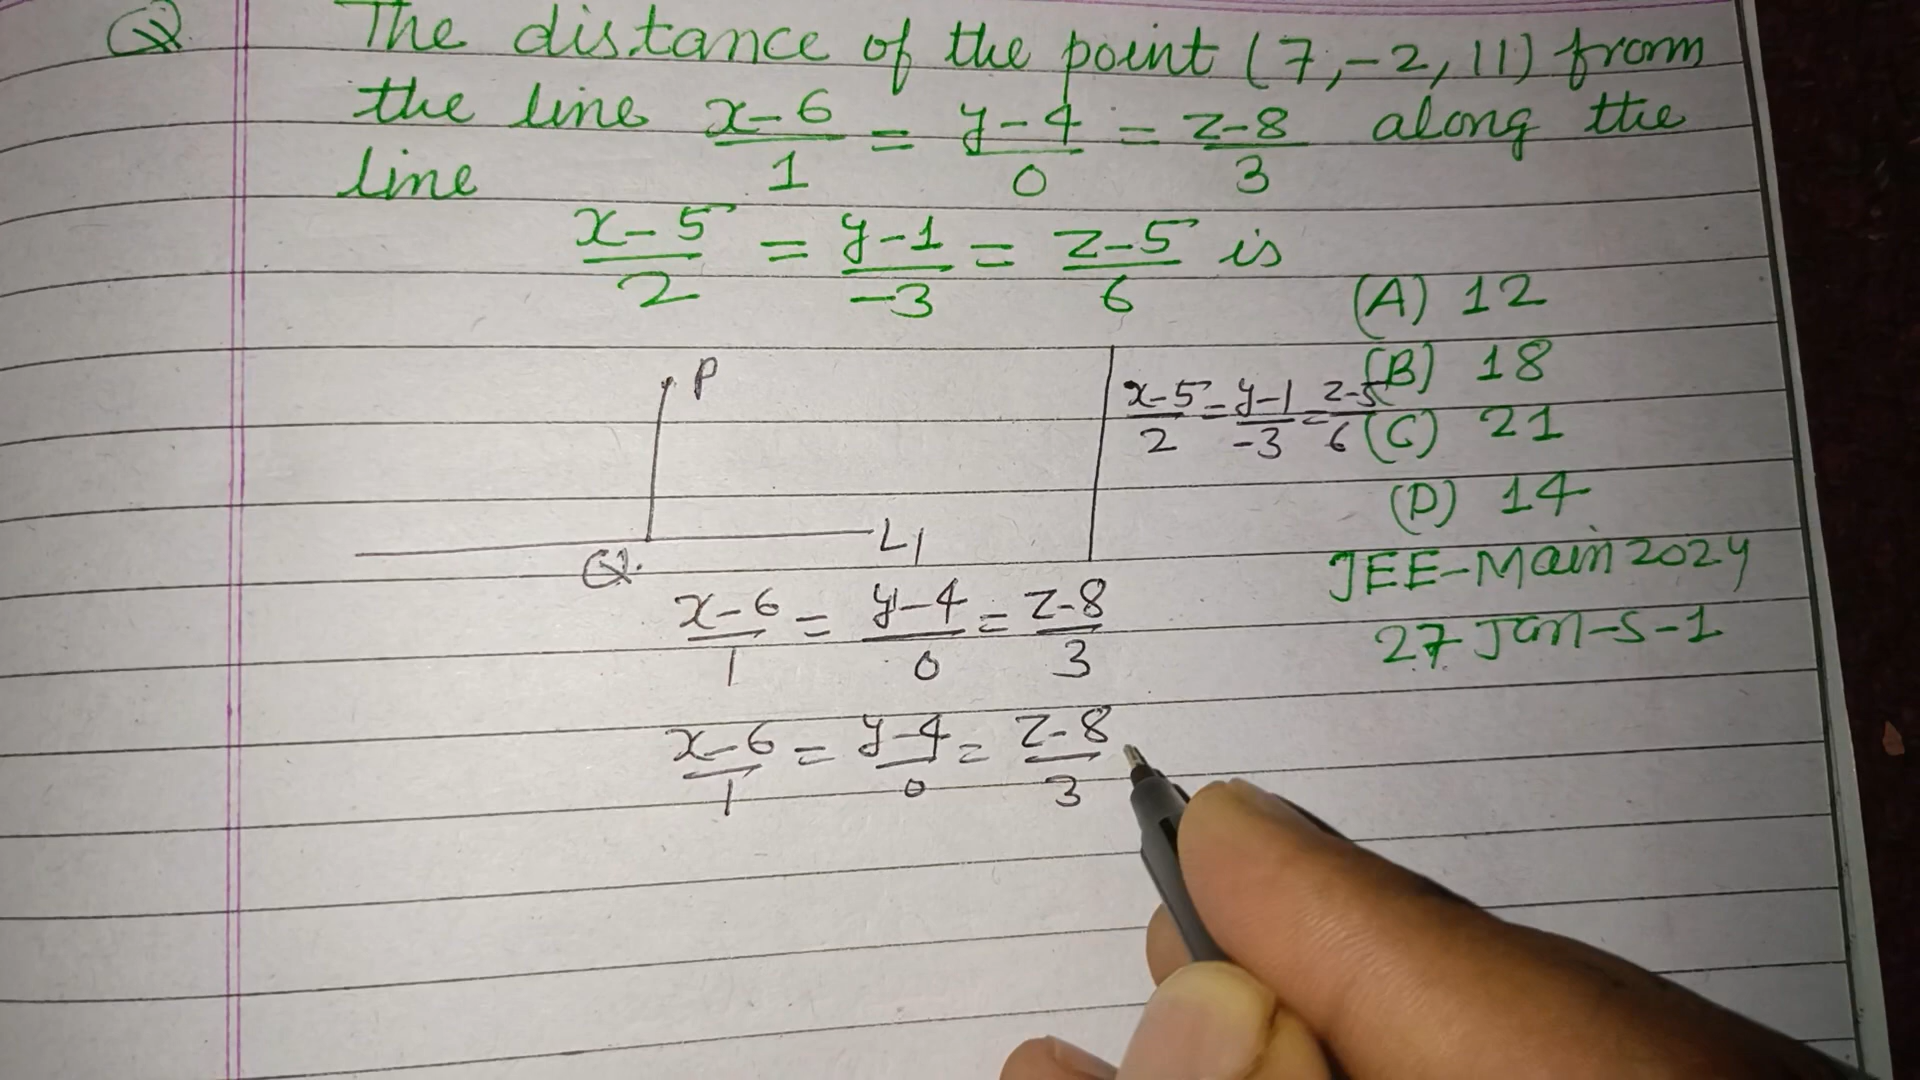 Q The distance of the point (7,-2,11) from
the line x-6/1 = y-4/0 = z-8/3 along the
line
x-5/2 = y-1/-3 = z-5/6 is
(A) 12
(B) 18
(C) 21
(D) 14
JEE-Main 2024
27 Jan-S-1
P
x-5/2 = y-1/-3 = z-5/6
L1
Q.
x-6/1 = y-4/0 = z-8/3
x-6/1 = y-4/0 = z-8/3